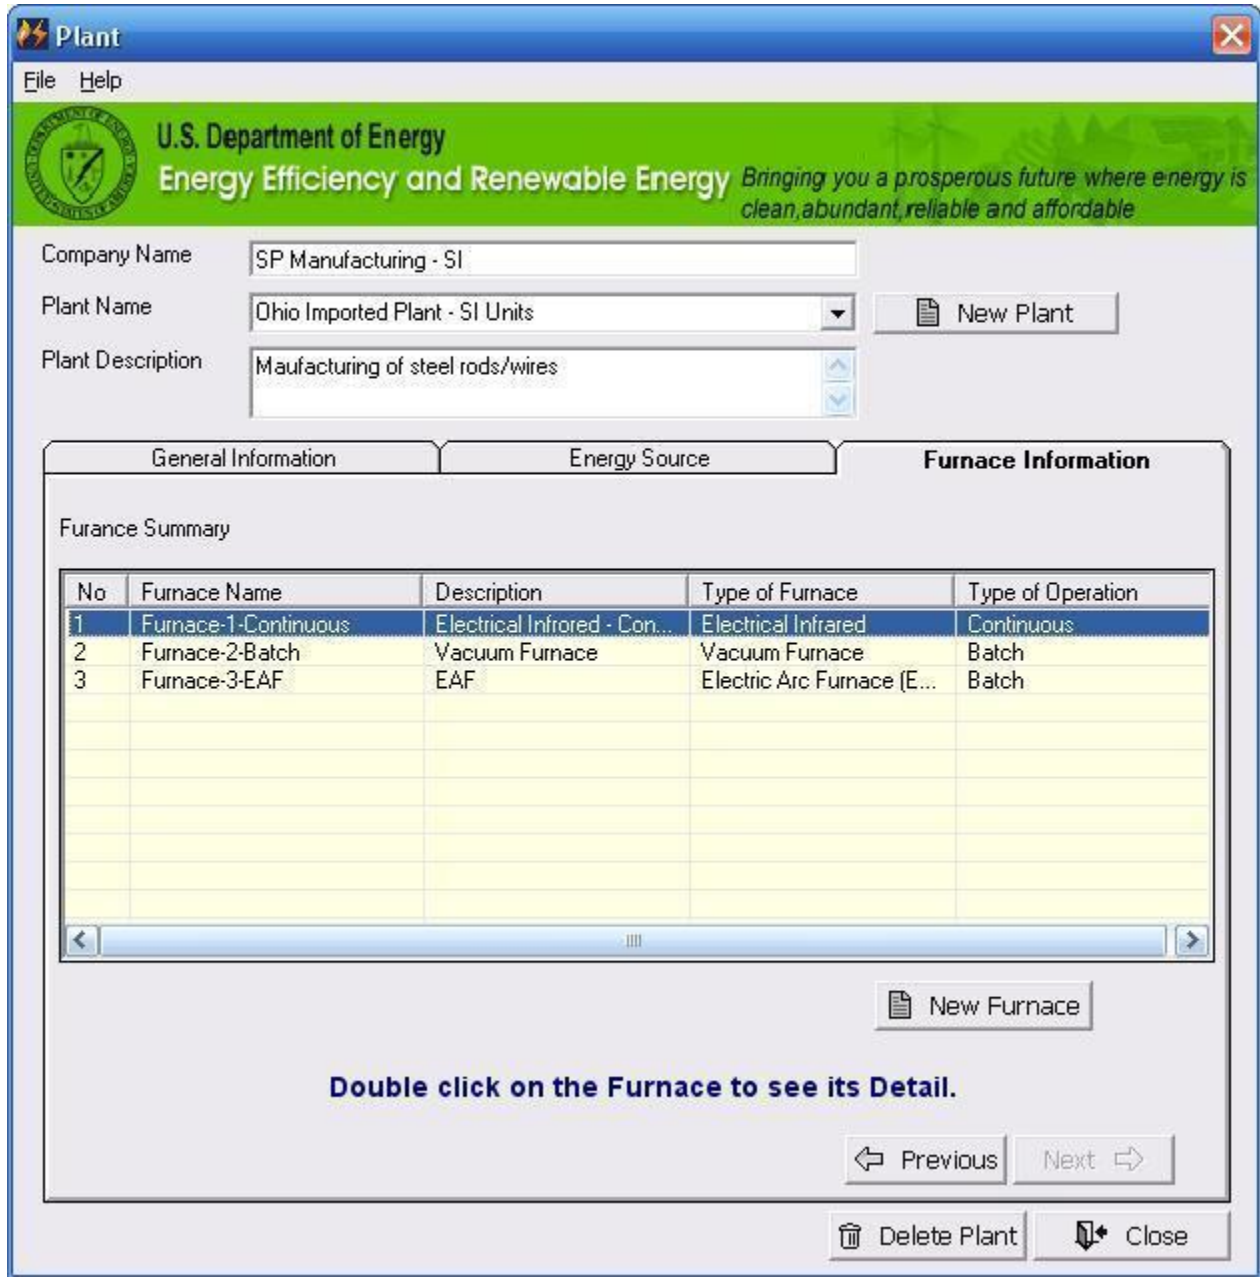 Plant
File Help
U.S. Department of Energy
Energy Efficiency and Renewable Energy
Bringing you a prosperous future where energy is
clean,abundant,reliable and affordable
Company Name SP Manufacturing - SI
Plant Name Ohio Imported Plant - SI Units New Plant
Plant Description Maufacturing of steel rods/wires
General Information Energy Source Furnace Information
Furance Summary
No Furnace Name Description Type of Furnace Type of Operation
1 Furnace-1-Continuous Electrical Infrored - Con... Electrical Infrared Continuous
2 Furnace-2-Batch Vacuum Furnace Vacuum Furnace Batch
3 Furnace-3-EAF EAF Electric Arc Furnace (E... Batch
New Furnace
Double click on the Furnace to see its Detail.
Previous Next
Delete Plant Close